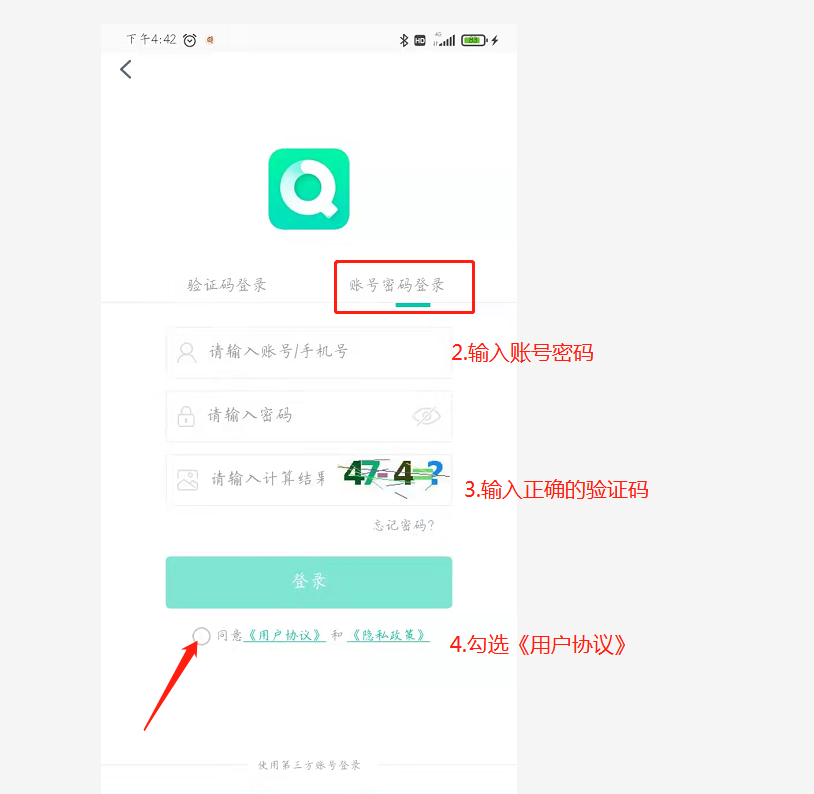 下午4:42
HD 4G 83
验证码登录 账号密码登录
请输入账号/手机号 2.输入账号密码
请输入密码
请输入计算结果 47-4=?
3.输入正确的验证码
忘记密码?
登录
同意《用户协议》 和 《隐私政策》
4.勾选《用户协议》
使用第三方账号登录